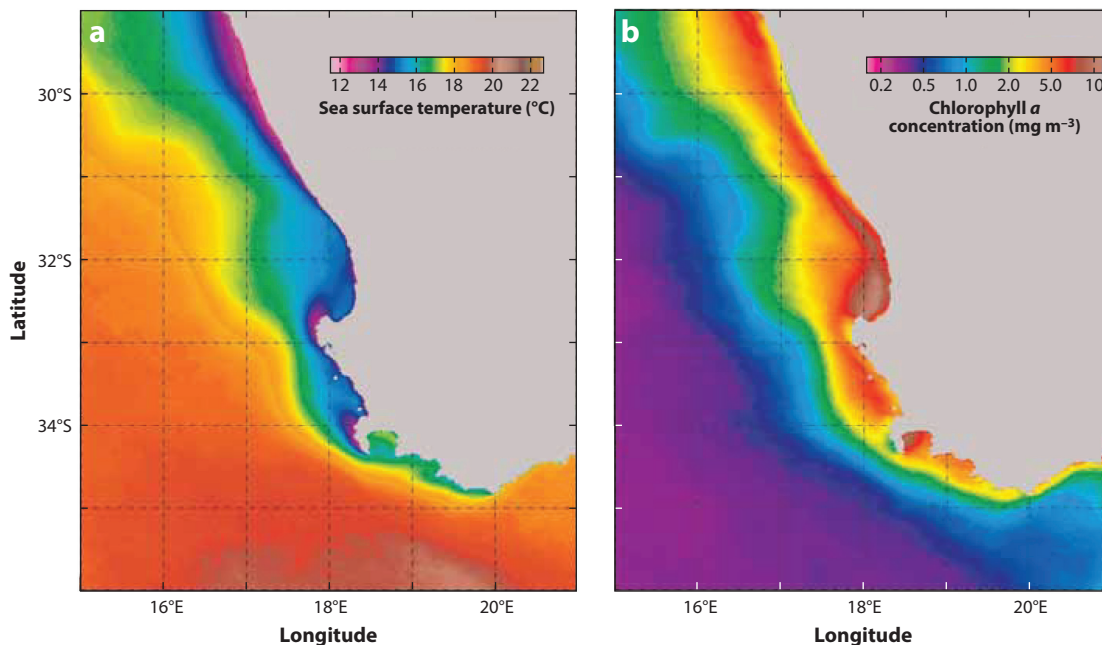 a
12 14 16 18 20 22
Sea surface temperature (°C)
30°S
32°S
34°S
Latitude
16°E 18°E 20°E
Longitude
b
0.2 0.5 1.0 2.0 5.0 10
Chlorophyll a
concentration (mg m–3)
16°E 18°E 20°E
Longitude